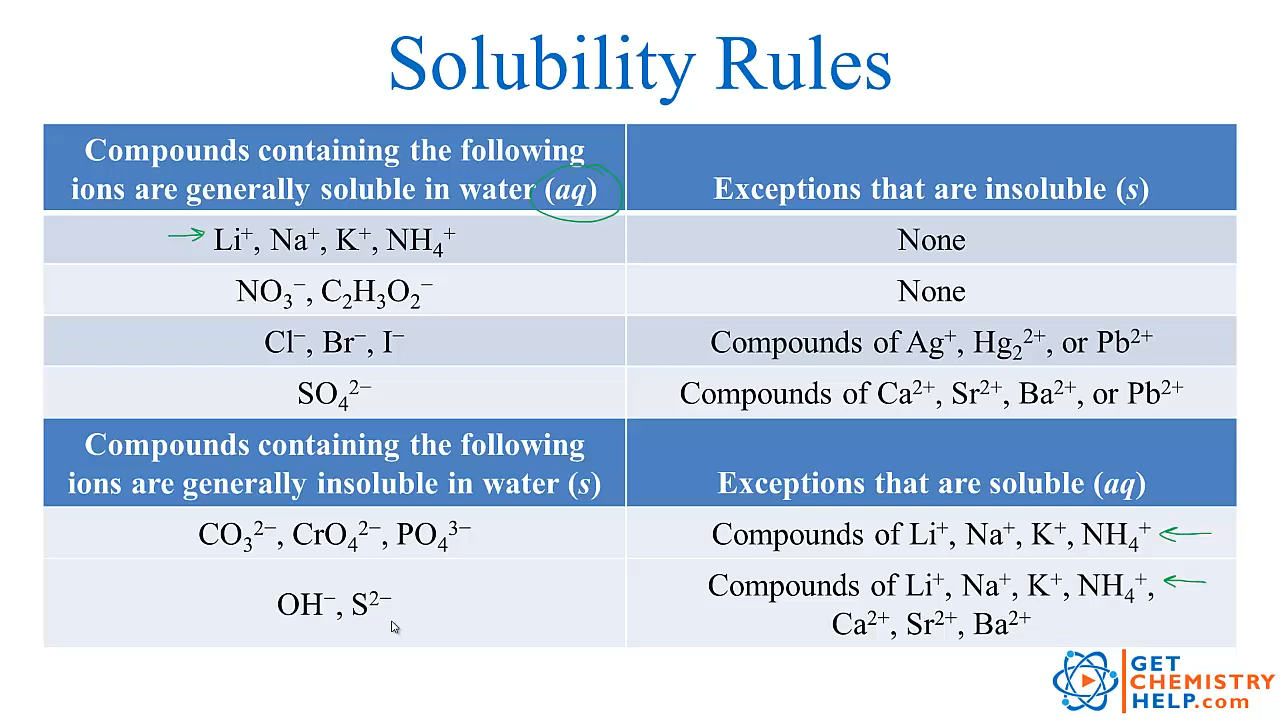 Solubility Rules
Compounds containing the following
ions are generally soluble in water (aq)
Exceptions that are insoluble (s)
Li⁺, Na⁺, K⁺, NH₄⁺
None
NO₃⁻, C₂H₃O₂⁻
None
Cl⁻, Br⁻, I⁻
Compounds of Ag⁺, Hg₂²⁺, or Pb²⁺
SO₄²⁻
Compounds of Ca²⁺, Sr²⁺, Ba²⁺, or Pb²⁺
Compounds containing the following
ions are generally insoluble in water (s)
Exceptions that are soluble (aq)
CO₃²⁻, CrO₄²⁻, PO₄³⁻
Compounds of Li⁺, Na⁺, K⁺, NH₄⁺
OH⁻, S²⁻
Compounds of Li⁺, Na⁺, K⁺, NH₄⁺,
Ca²⁺, Sr²⁺, Ba²⁺
GET
CHEMISTRY
HELP.com